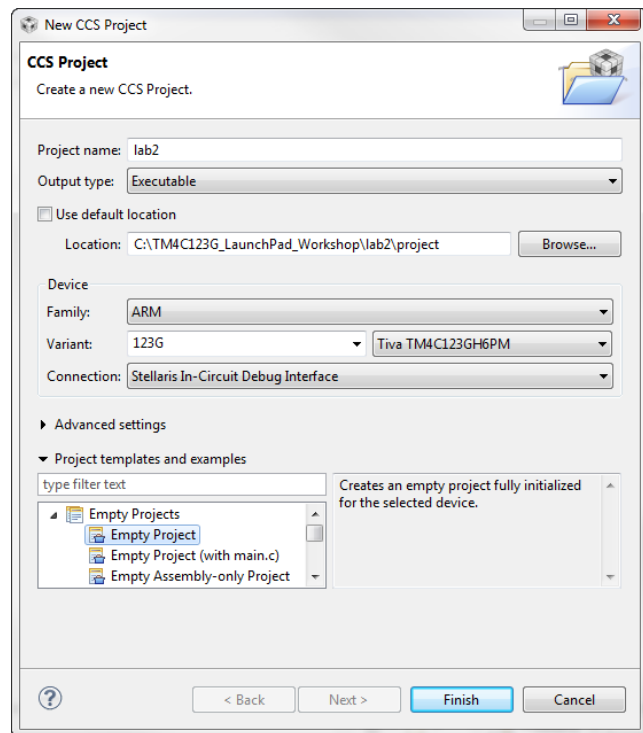 New CCS Project
CCS Project
Create a new CCS Project.
Project name: lab2
Output type: Executable
Use default location
Location: C:\TM4C123G_LaunchPad_Workshop\lab2\project Browse...
Device
Family: ARM
Variant: 123G Tiva TM4C123GH6PM
Connection: Stellaris In-Circuit Debug Interface
Advanced settings
Project templates and examples
type filter text
Empty Projects
Empty Project
Empty Project (with main.c)
Empty Assembly-only Project
Creates an empty project fully initialized
for the selected device.
? < Back Next > Finish Cancel